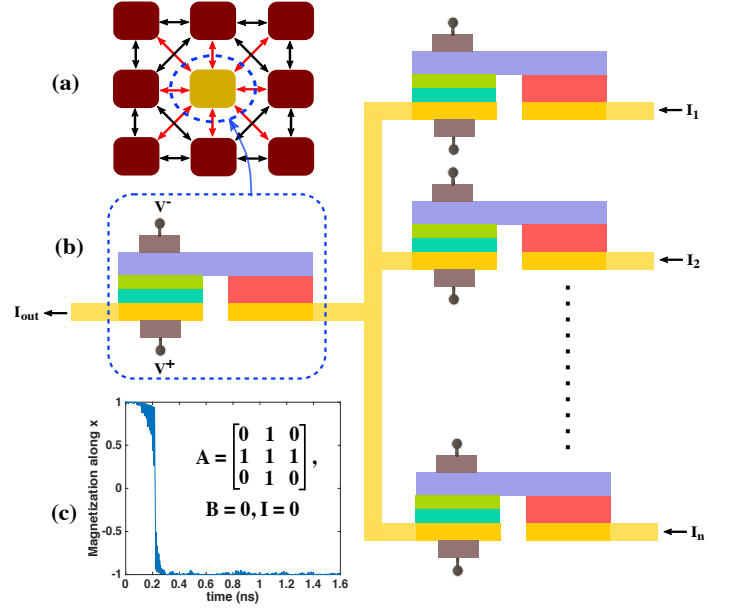 (a)
I1
(b)
V-
I2
Iout
V+
(c)
Magnetization along x
1
0.5
0
-0.5
-1
A = [0 1 0
1 1 1
0 1 0],
B = 0, I = 0
0 0.2 0.4 0.6 0.8 1 1.2 1.4 1.6
time (ns)
In